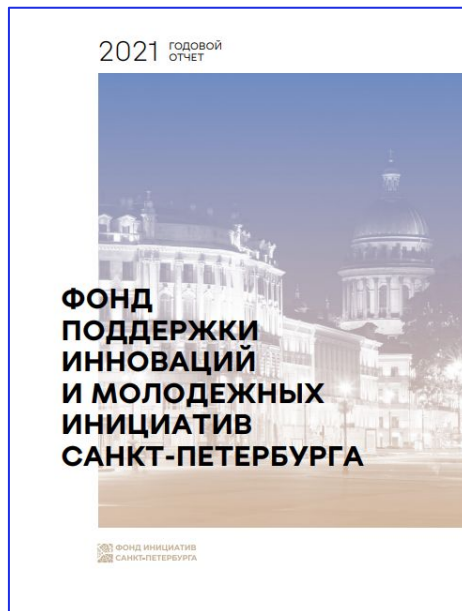 2021 ГОДОВОЙ
ОТЧЕТ
ФОНД
ПОДДЕРЖКИ
ИННОВАЦИЙ
И МОЛОДЕЖНЫХ
ИНИЦИАТИВ
САНКТ-ПЕТЕРБУРГА
ФОНД ИНИЦИАТИВ
САНКТ-ПЕТЕРБУРГА